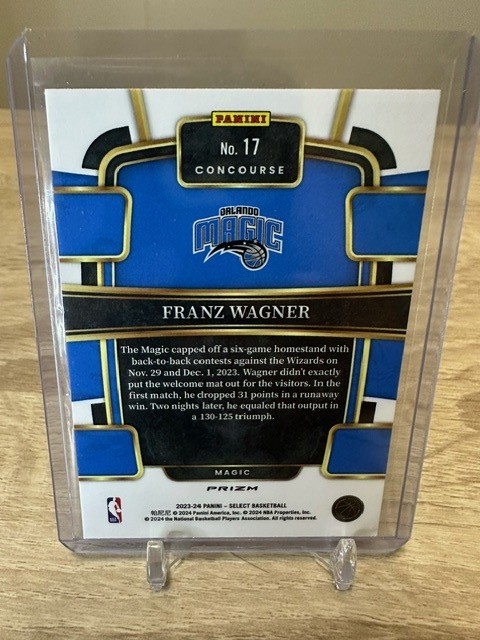 PANINI
No. 17
CONCOURSE
ORLANDO
MAGIC
FRANZ WAGNER
The Magic capped off a six-game homestand with
back-to-back contests against the Wizards on
Nov. 29 and Dec. 1, 2023. Wagner didn't exactly
put the welcome mat out for the visitors. In the
first match, he dropped 31 points in a runaway
win. Two nights later, he equaled that output in
a 130-125 triumph.
MAGIC
PRIZM
2023-24 PANINI – SELECT BASKETBALL
帕尼尼 © 2024 Panini America, Inc. © 2024 NBA Properties, Inc.
© 2024 the National Basketball Players Association. All rights reserved.